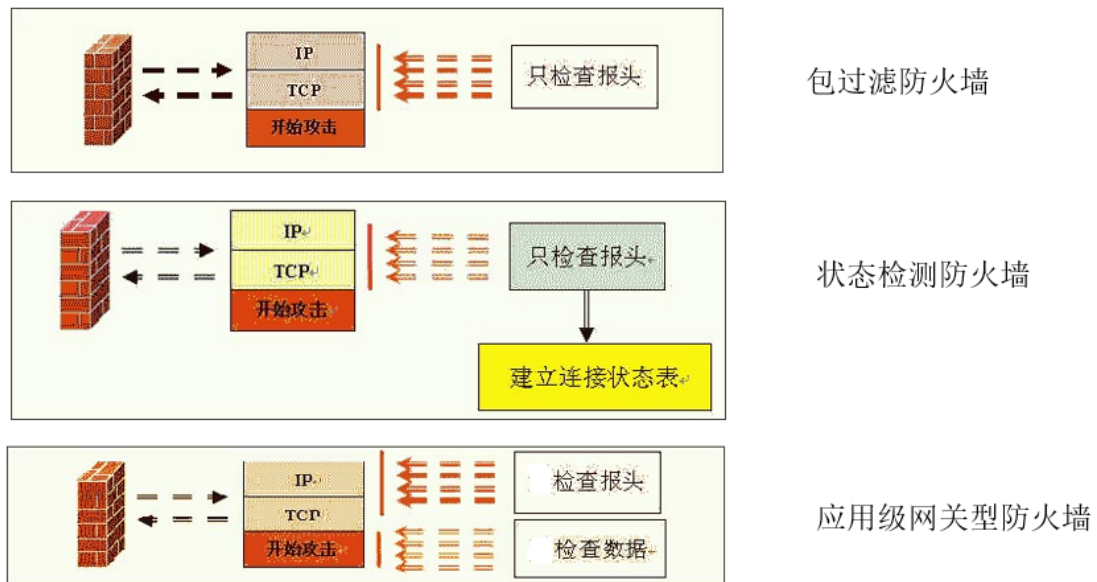 IP
TCP
开始攻击
只检查报头
包过滤防火墙
IP
TCP
开始攻击
只检查报头
建立连接状态表
状态检测防火墙
IP
TCP
开始攻击
检查报头
检查数据
应用级网关型防火墙